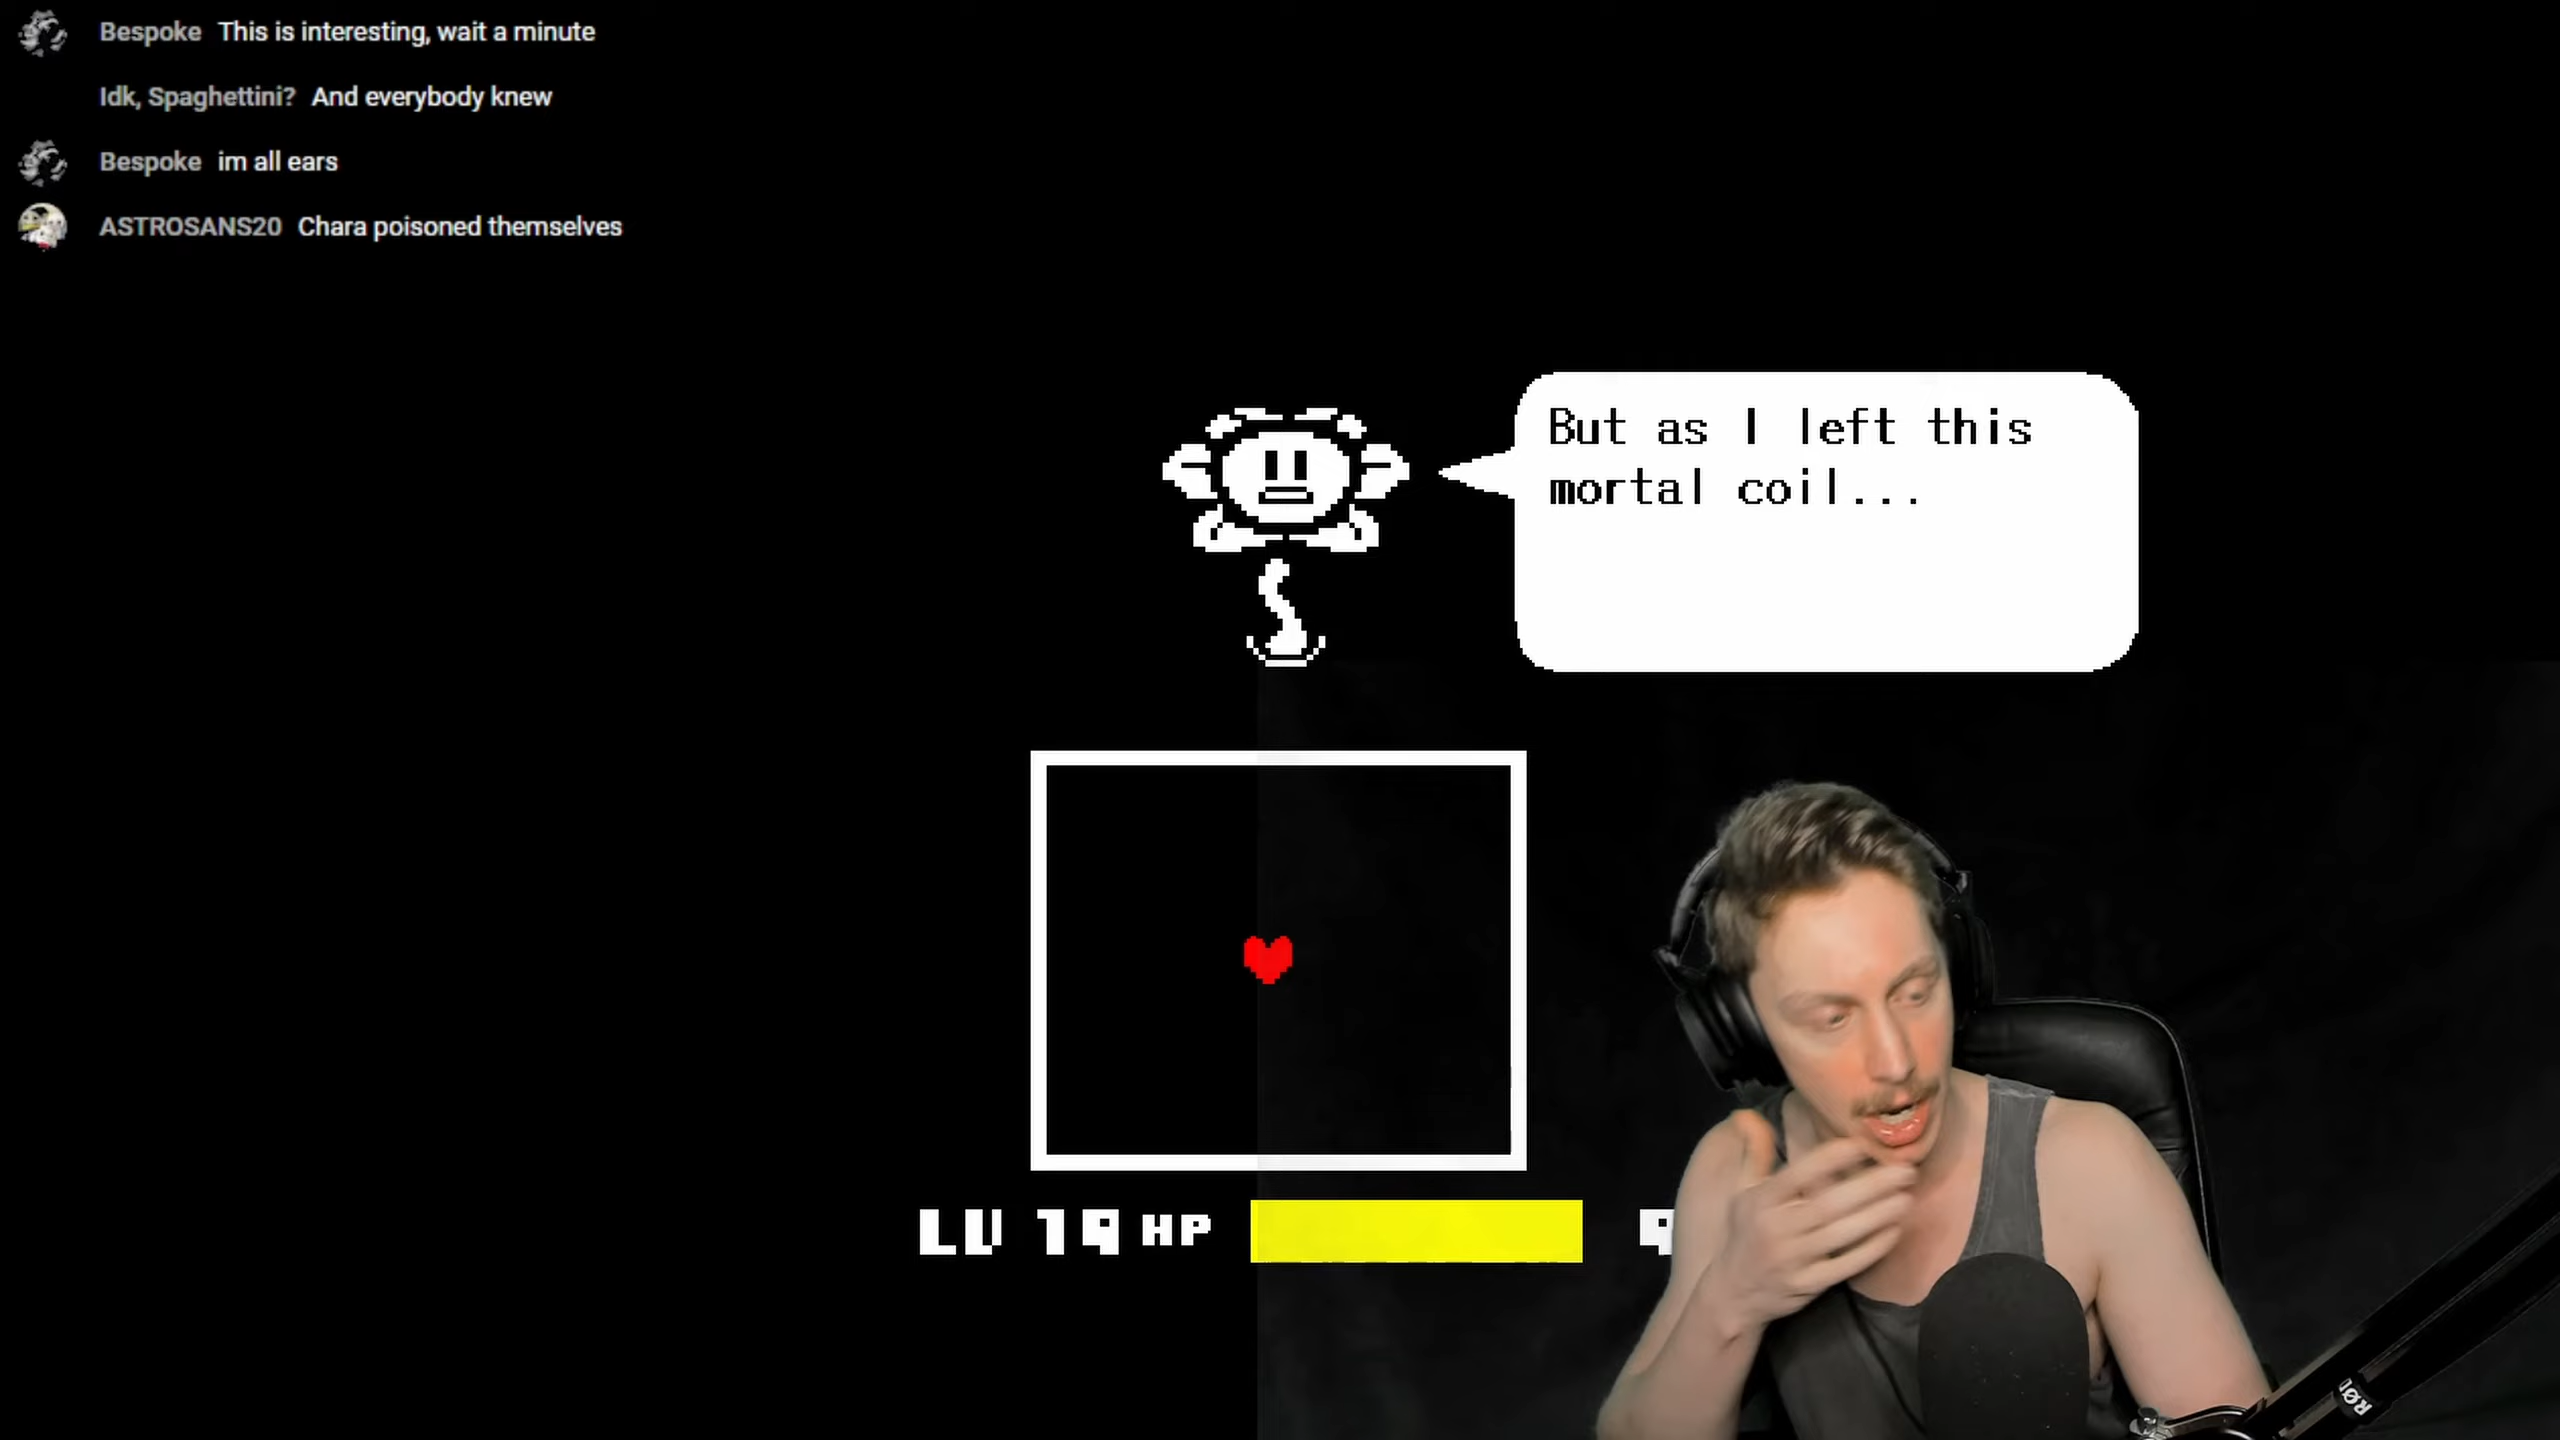 Bespoke This is interesting, wait a minute
Idk, Spaghettini? And everybody knew
Bespoke im all ears
ASTROSANS20 Chara poisoned themselves
But as I left this
mortal coil...
LV 19 HP 9